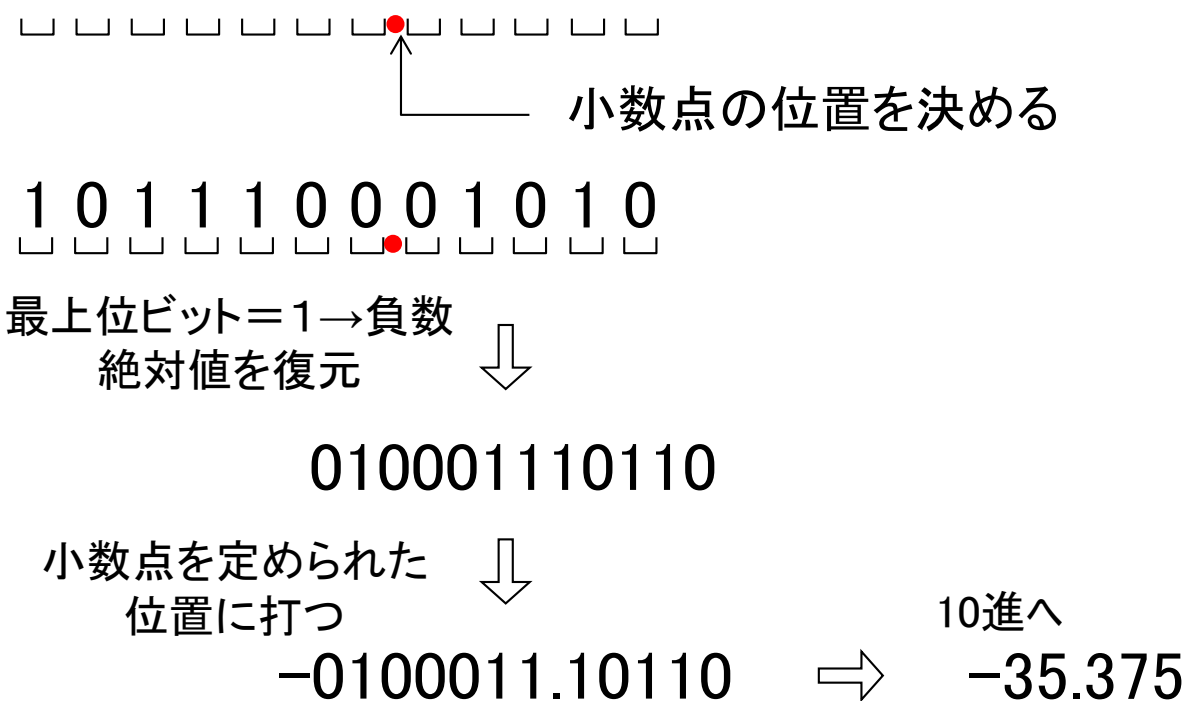 小数点の位置を決める
1 0 1 1 1 0 0 0 1 0 1 0
最上位ビット＝１→負数
絶対値を復元
010001110110
小数点を定められた
位置に打つ
10進へ
−0100011.10110
−35.375